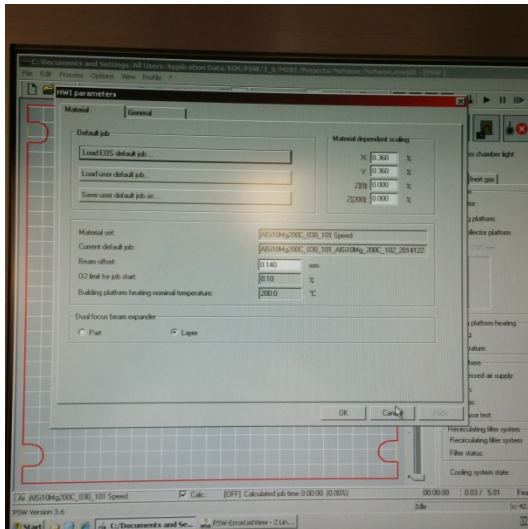 C:/Documents and Settings/All Users/Application Data/EOS/PSW/3_6/M281/Projects/
File Edit Process Options View Profile ?
HWI parameters
Material
General
Default job
Load EOS default job ...
Load user default job...
Save user default job as ...
Material dependent scaling
X: 0.360 %
Y: 0.360 %
Z(0) 0.000 %
Z(200) 0.000 %
Material set: AlSi10Mg200C_030_101 Speed
Current default job: AlSi10Mg200C_030_101_AlSi10Mg_200C_102_2014122
Beam offset: 0.140 mm
O2 limit for job start: 0.10 %
Building platform heating nominal temperature: 200.0 °C
Dual focus beam expander
Part
Layer
OK
Cancel
Apply
ss chamber light
Inert gas
platform
llector platform
platform heating
ature:
here
essed air supply:
sor test
Recirculating filter system
Recirculating filter system
Filter status:
Cooling system state:
AlSi10Mg200C_030_101 Speed
Calc.
[OFF] Calculated job time 0:00:00 (0.00%)
00:00:00
0.03 / 5.01
PSW Version 3.6
Idle
Start
C:/Documents and Se...
PSW-ErrorListView - 2 Lin...